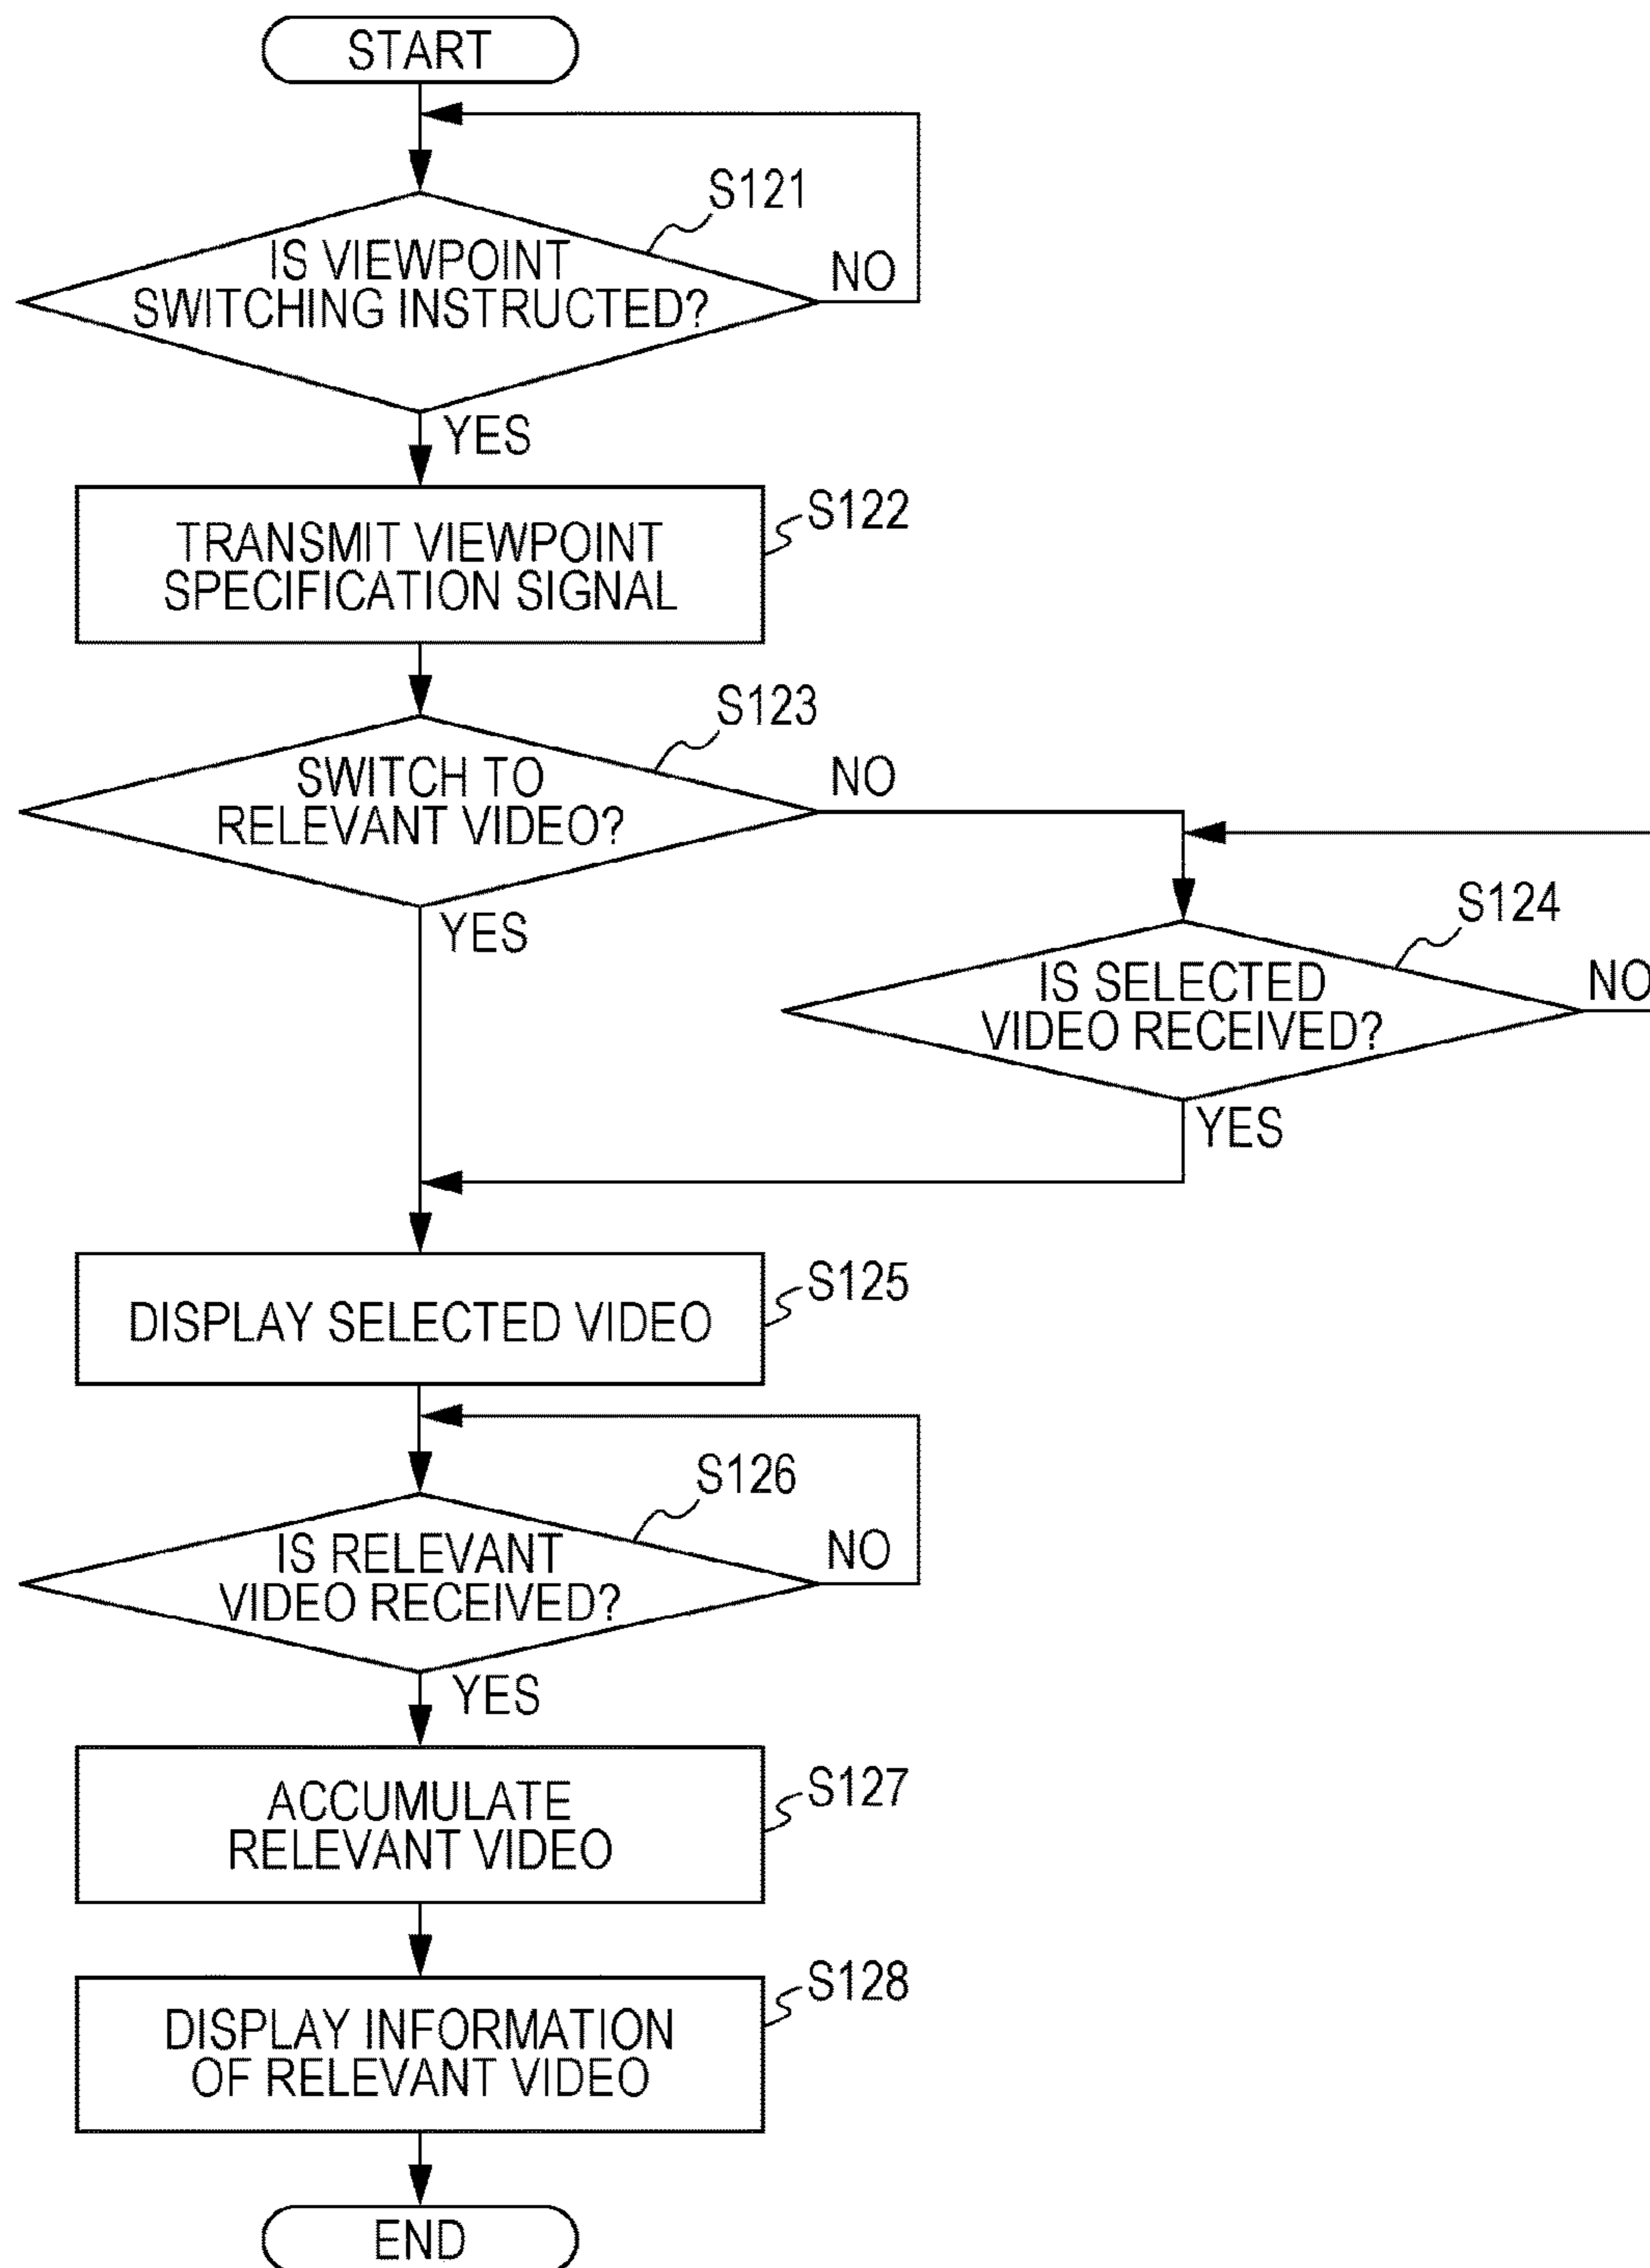 START
S121
IS VIEWPOINT
SWITCHING INSTRUCTED?
NO
YES
S122
TRANSMIT VIEWPOINT
SPECIFICATION SIGNAL
S123
SWITCH TO
RELEVANT VIDEO?
NO
YES
S124
IS SELECTED
VIDEO RECEIVED?
NO
YES
S125
DISPLAY SELECTED VIDEO
S126
IS RELEVANT
VIDEO RECEIVED?
NO
YES
S127
ACCUMULATE
RELEVANT VIDEO
S128
DISPLAY INFORMATION
OF RELEVANT VIDEO
END